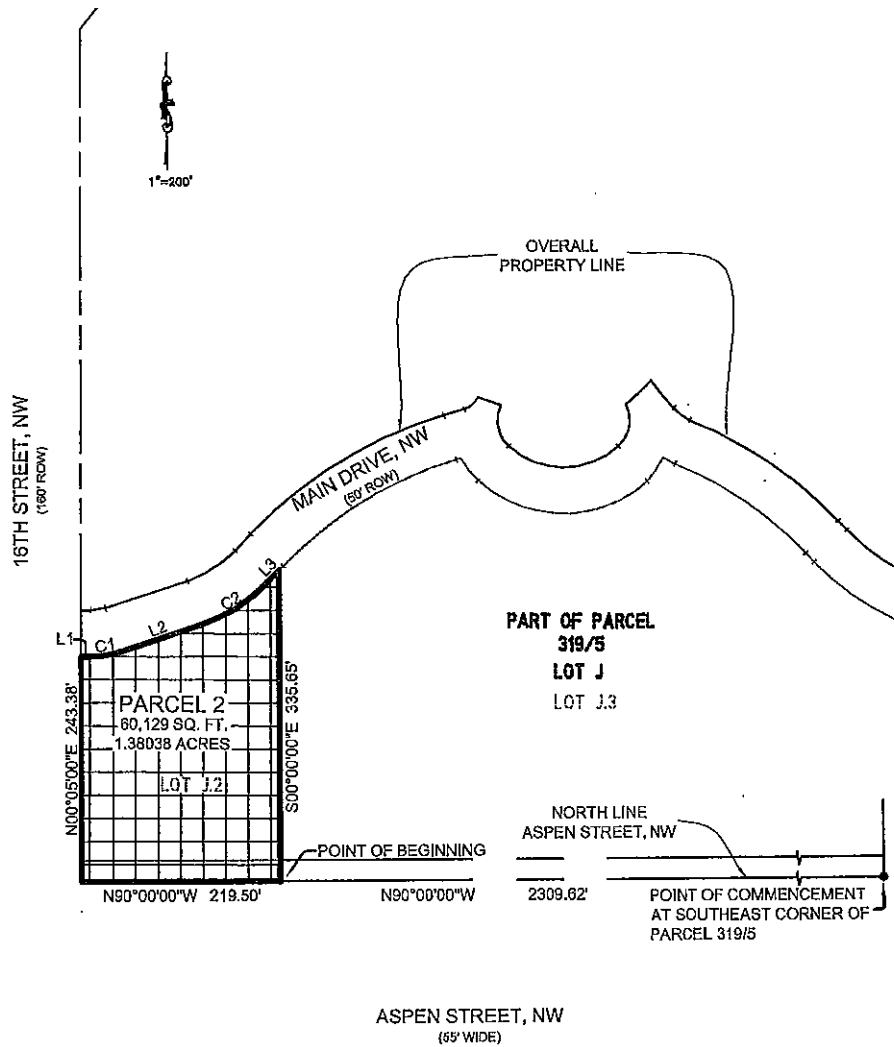 1"=200'
OVERALL
PROPERTY LINE
16TH STREET, NW
(160' ROW)
MAIN DRIVE, NW
(50' ROW)
L1
C1
L2
C2
L3
PART OF PARCEL
319/5
LOT J
LOT J.3
N00°05'00"E 243.38'
PARCEL 2
60,129 SQ. FT.
1.38038 ACRES
LOT J.2
S00°00'00"E 335.65'
NORTH LINE
ASPEN STREET, NW
POINT OF BEGINNING
N90°00'00"W 219.50'
N90°00'00"W 2309.62'
POINT OF COMMENCEMENT
AT SOUTHEAST CORNER OF
PARCEL 319/5
ASPEN STREET, NW
(55' WIDE)